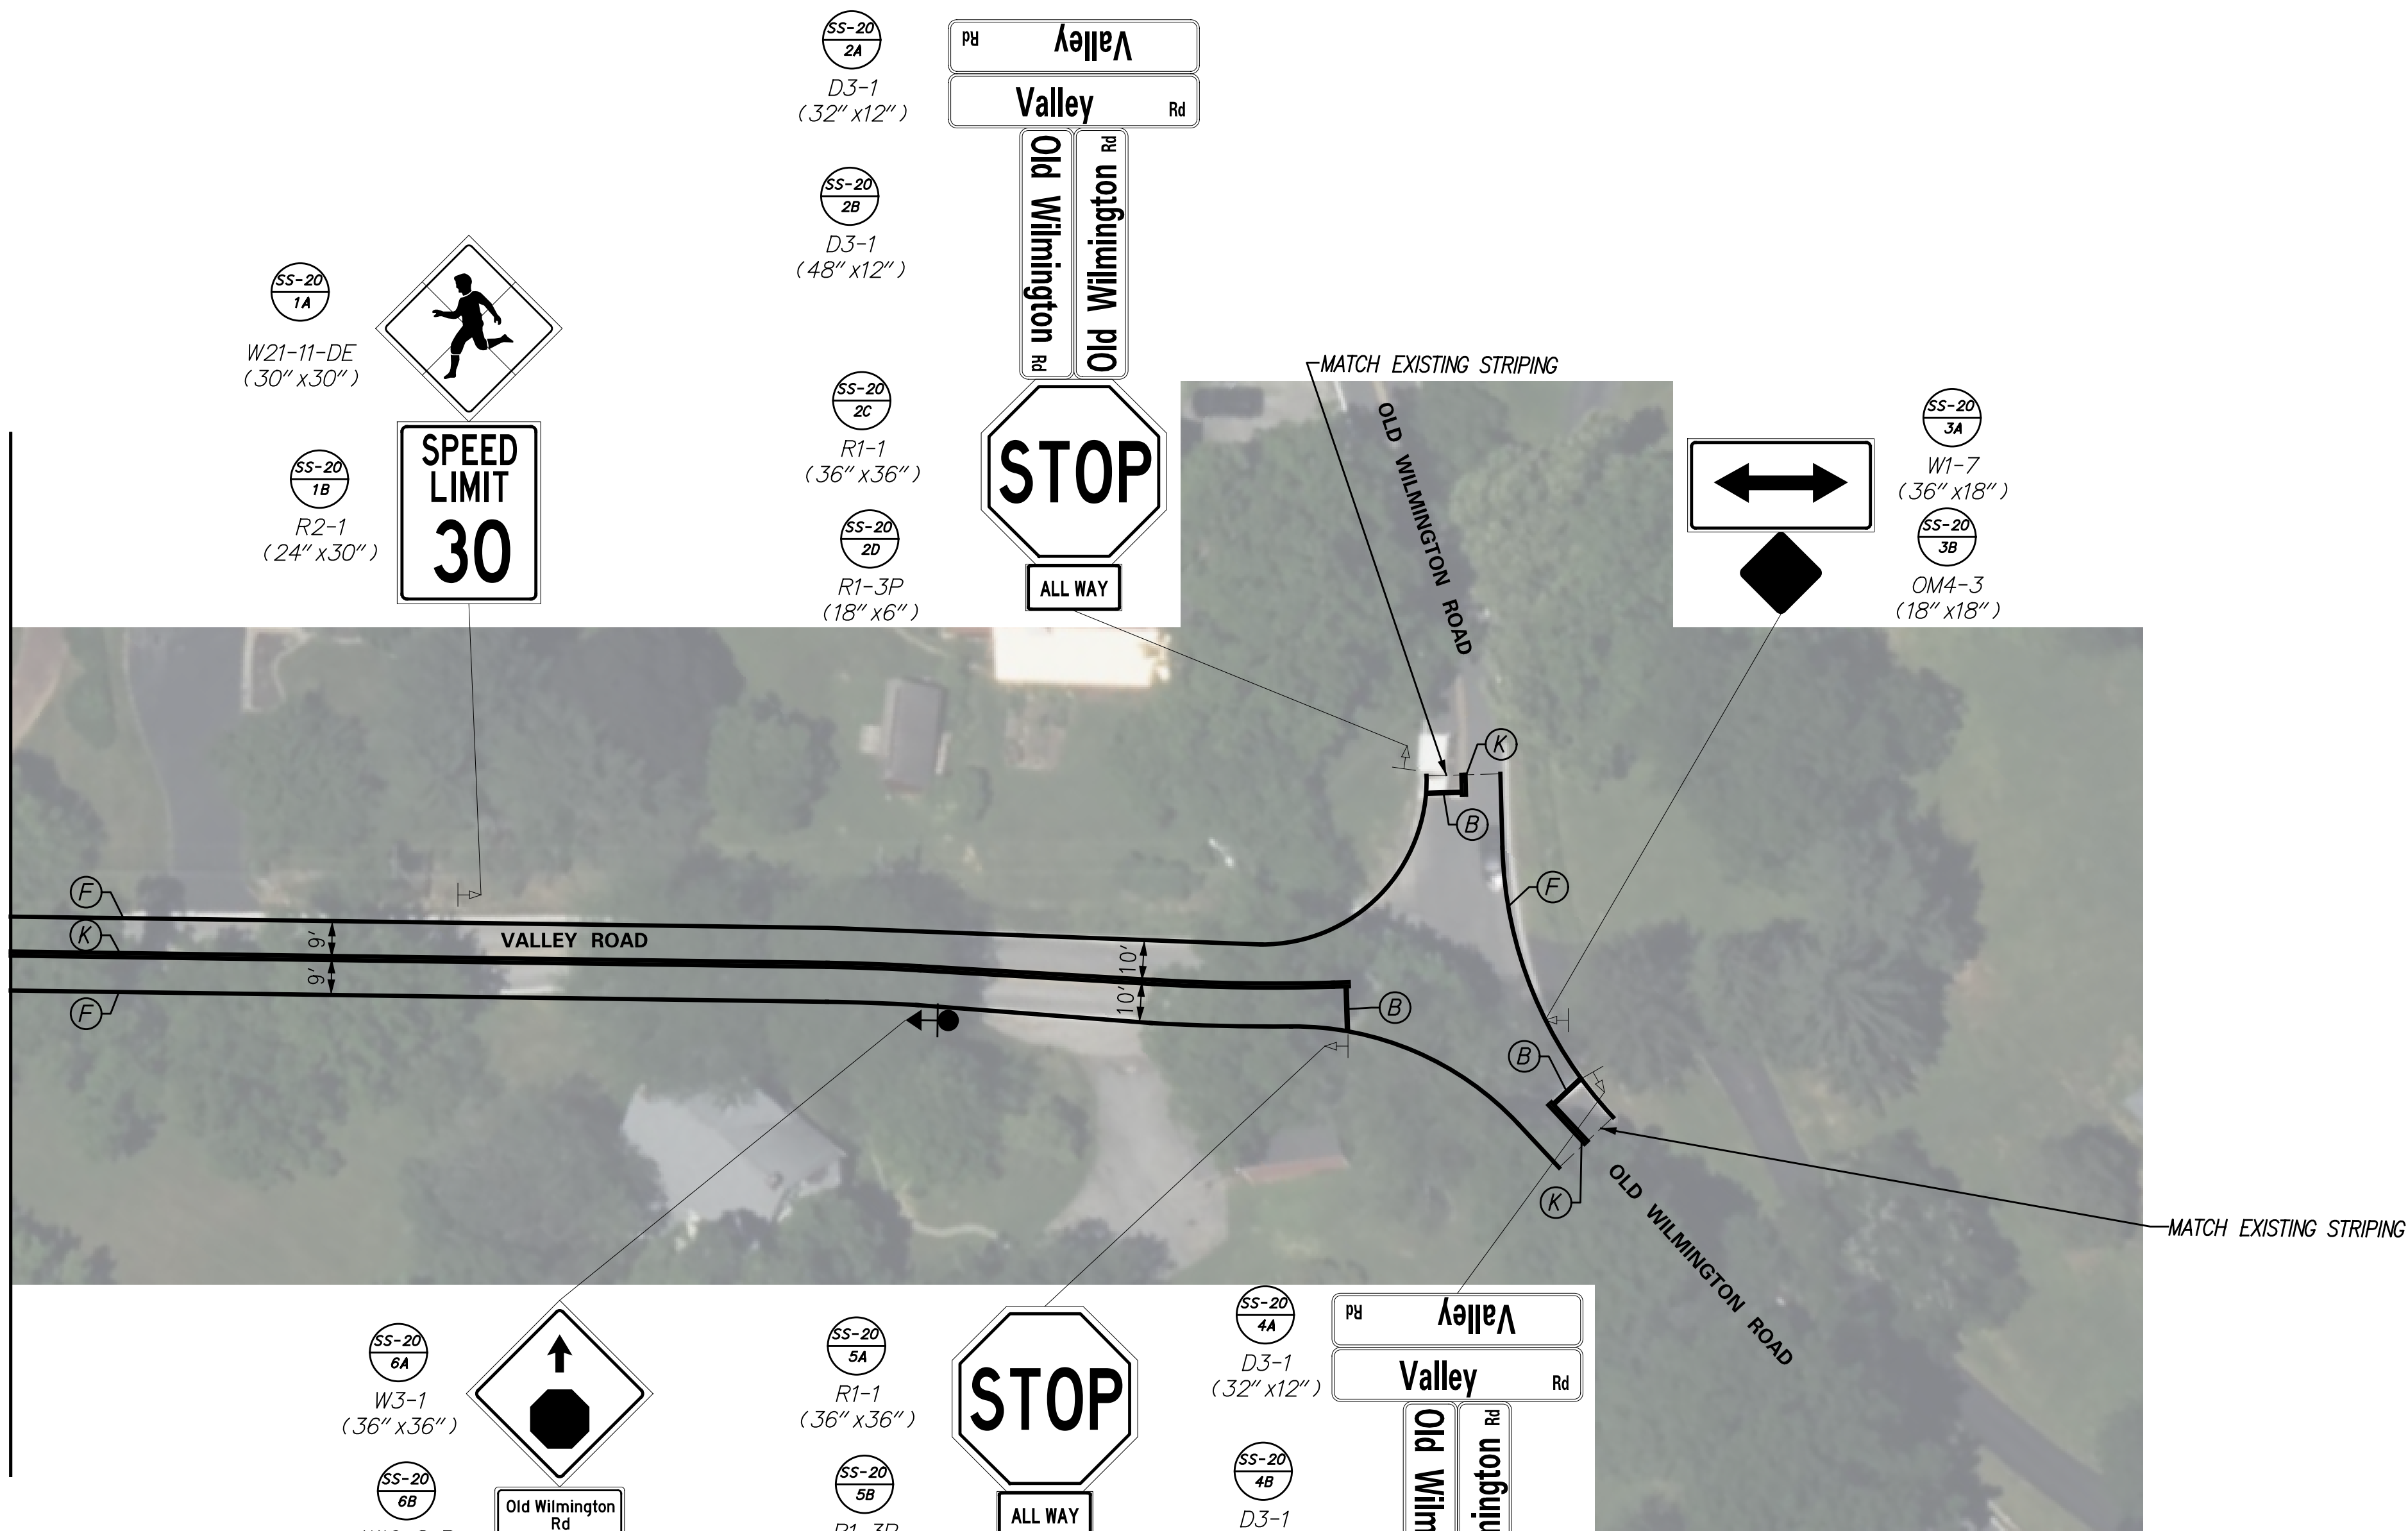 SS-20
2A
D3-1
(32"x12")
Valley Rd
Valley Rd
SS-20
2B
D3-1
(48"x12")
Old Wilmington Rd
Old Wilmington Rd
SS-20
1A
W21-11-DE
(30"x30")
SS-20
1B
R2-1
(24"x30")
SPEED
LIMIT
30
SS-20
2C
R1-1
(36"x36")
STOP
SS-20
2D
R1-3P
(18"x6")
ALL WAY
MATCH EXISTING STRIPING
OLD WILMINGTON ROAD
SS-20
3A
W1-7
(36"x18")
SS-20
3B
OM4-3
(18"x18")
K
B
F
F
K
F
9'
9'
VALLEY ROAD
10'
10'
B
B
K
OLD WILMINGTON ROAD
MATCH EXISTING STRIPING
SS-20
6A
W3-1
(36"x36")
SS-20
6B
Old Wilmington
Rd
SS-20
5A
R1-1
(36"x36")
STOP
SS-20
5B
R1-3P
ALL WAY
SS-20
4A
D3-1
(32"x12")
Valley Rd
Valley Rd
SS-20
4B
D3-1
Old Wilm
mington Rd